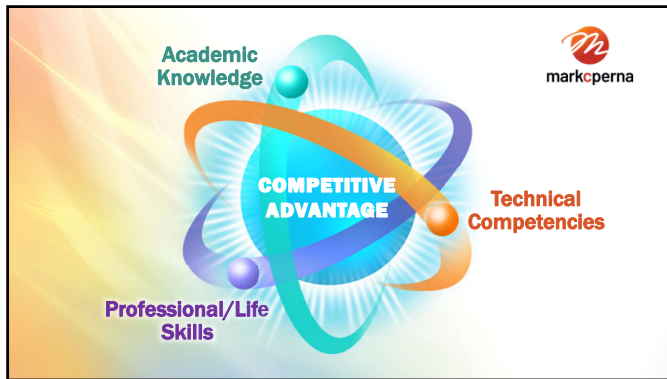 Academic
Knowledge
markcperna
COMPETITIVE
ADVANTAGE
Technical
Competencies
Professional/Life
Skills